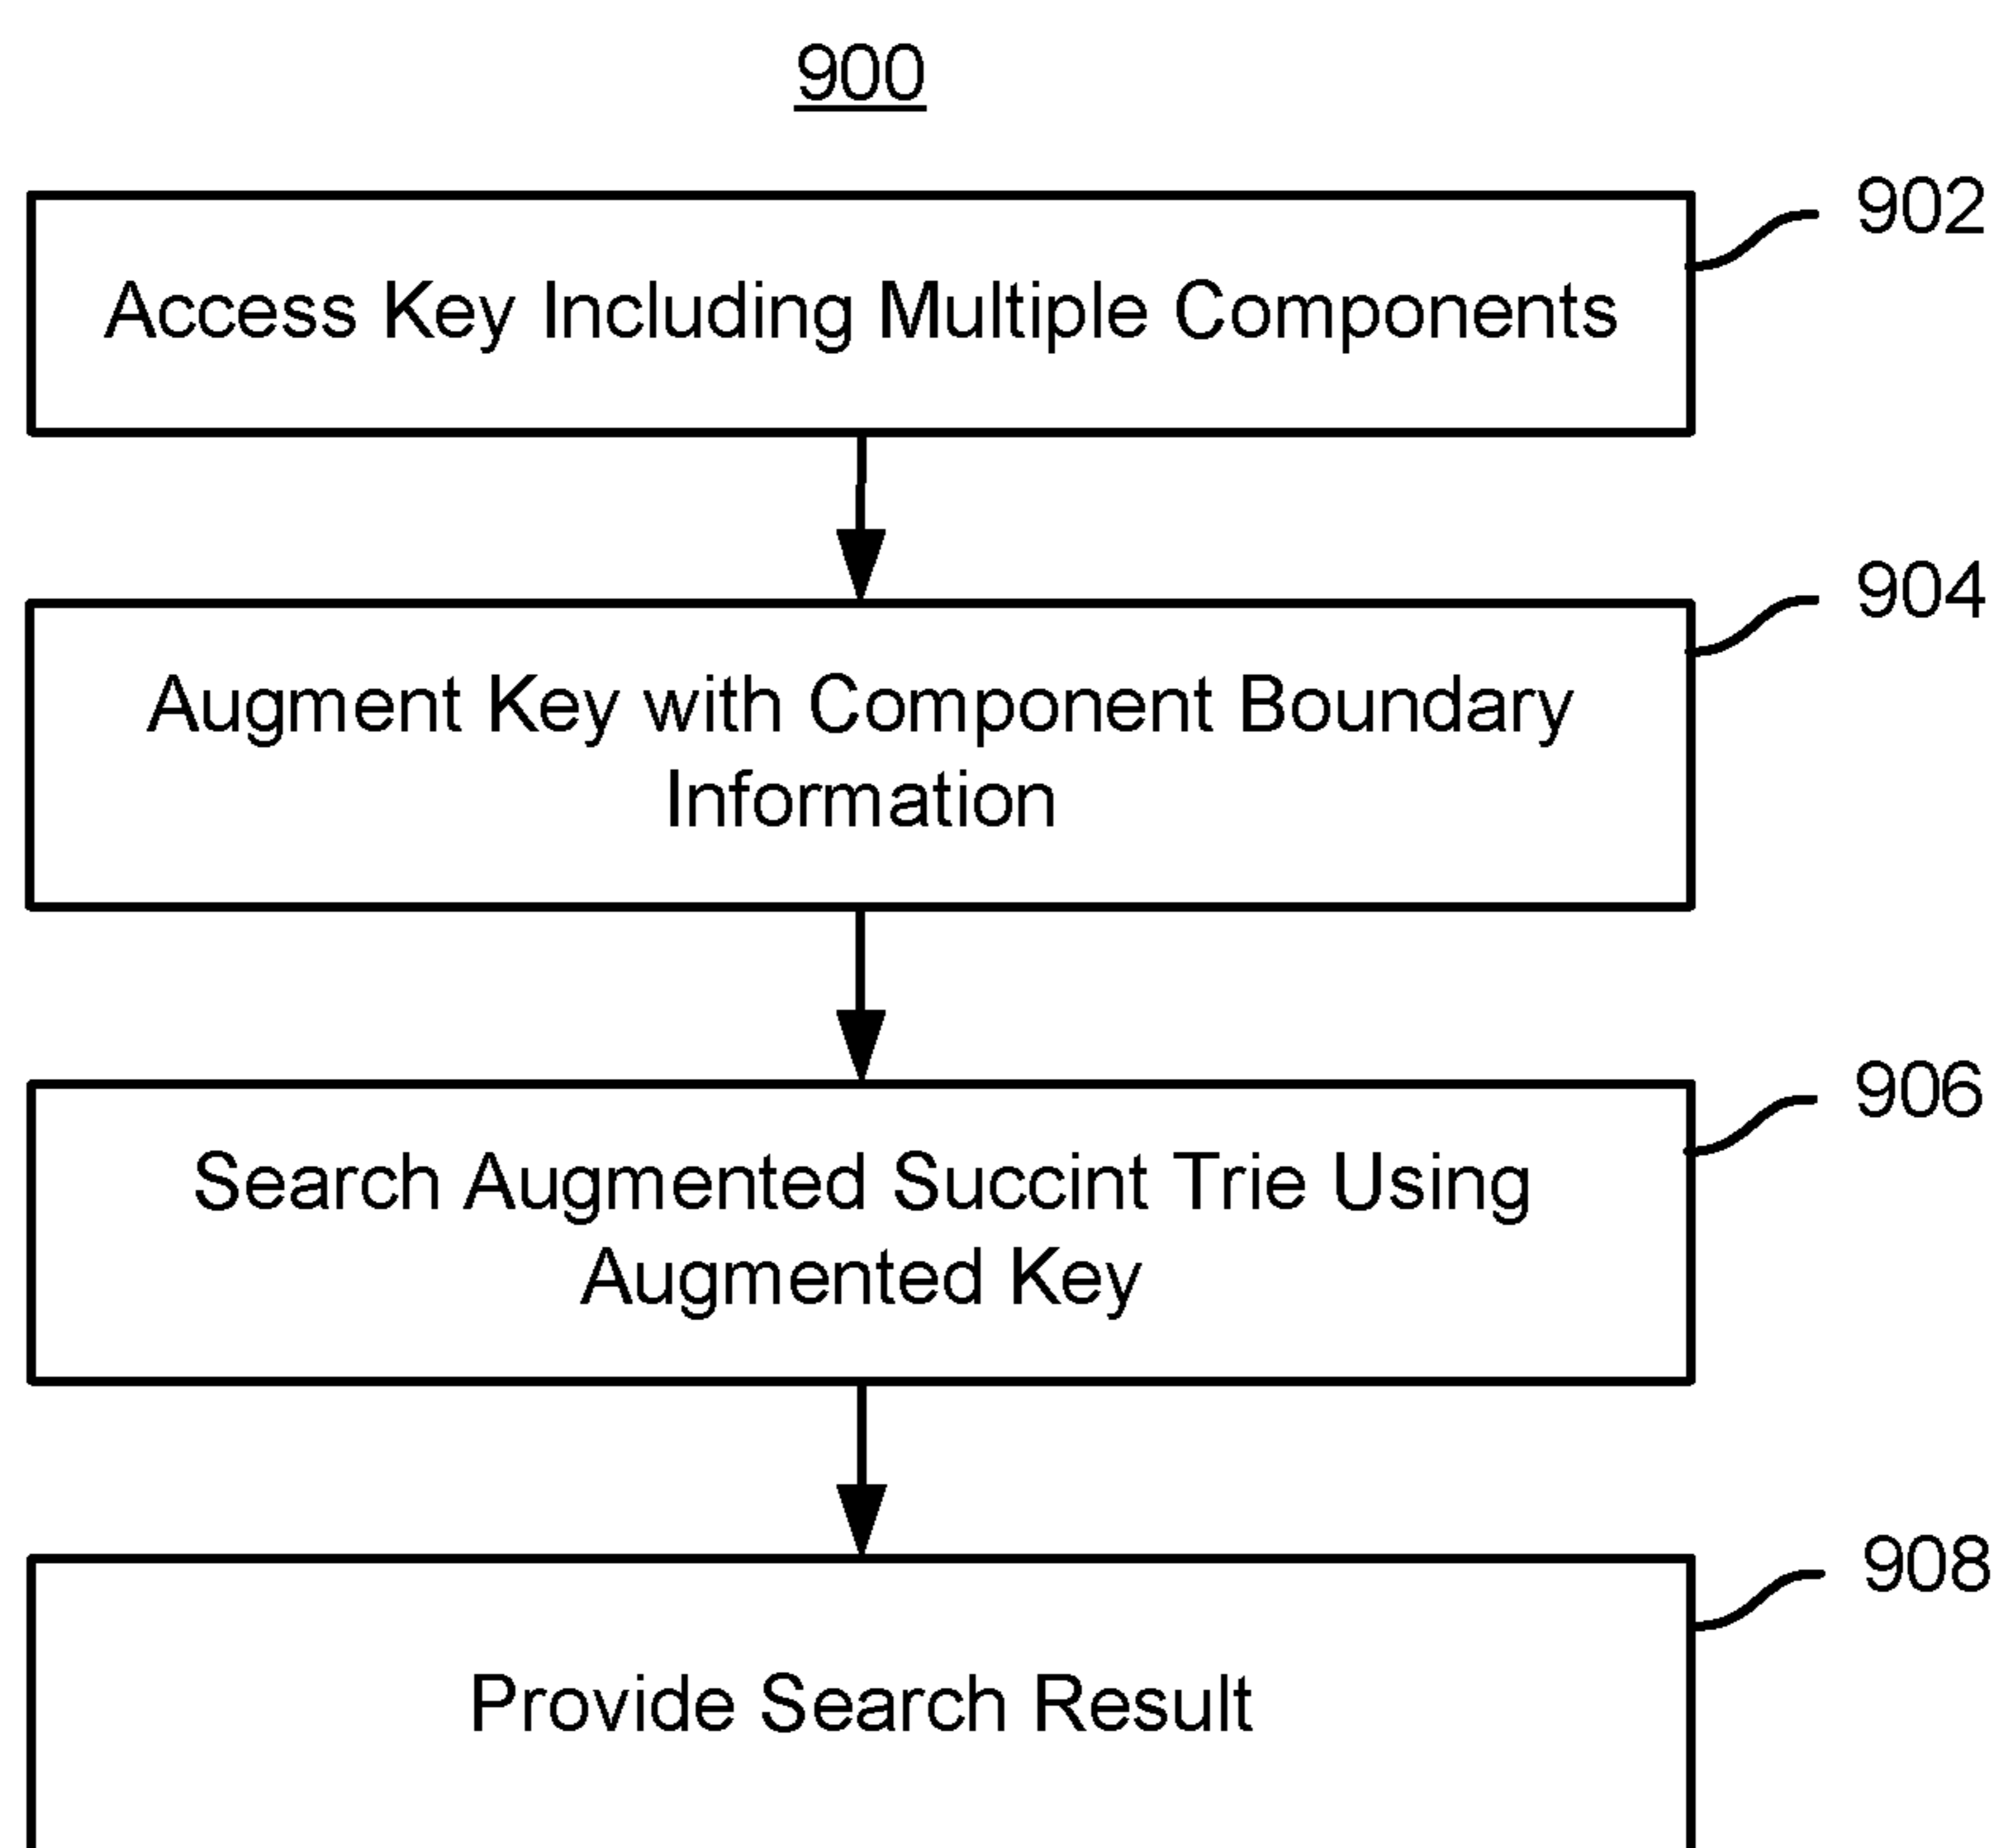 900
Access Key Including Multiple Components
902
Augment Key with Component Boundary
Information
904
Search Augmented Succint Trie Using
Augmented Key
906
Provide Search Result
908